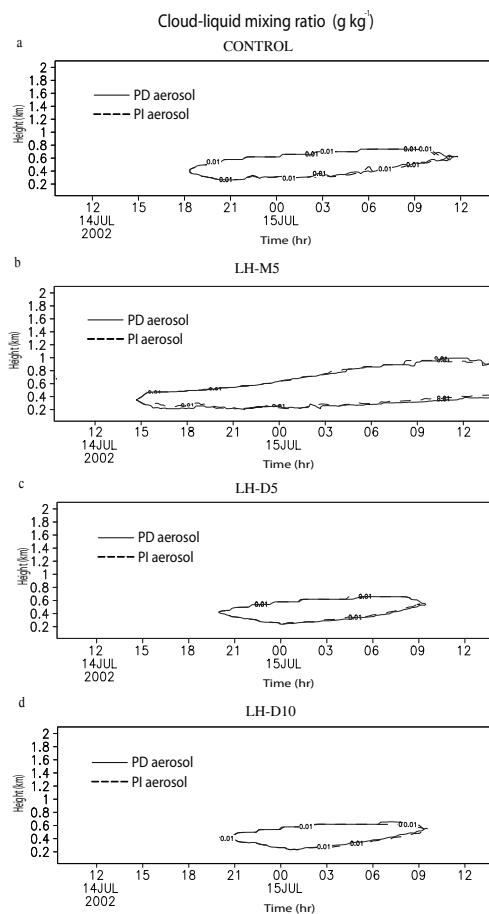 Cloud-liquid mixing ratio (g kg-1)
a
CONTROL
Height(km)
2
1.8
1.6
1.4
1.2
1
0.8
0.6
0.4
0.2
PD aerosol
PI aerosol
0.01 0.01 0.01 0.01 0.01
0.01 0.01 0.01 0.01
12 15 18 21 00 03 06 09 12
14JUL 15JUL
2002
Time (hr)
b
LH-M5
Height(km)
2
1.8
1.6
1.4
1.2
1
0.8
0.6
0.4
0.2
PD aerosol
PI aerosol
0.01 0.01 0.01
0.01 0.01 0.01
12 15 18 21 00 03 06 09 12
14JUL 15JUL
2002
Time (hr)
c
LH-D5
Height(km)
2
1.8
1.6
1.4
1.2
1
0.8
0.6
0.4
0.2
PD aerosol
PI aerosol
0.01 0.01
0.01 0.01
12 15 18 21 00 03 06 09 12
14JUL 15JUL
2002
Time (hr)
d
LH-D10
Height(km)
2
1.8
1.6
1.4
1.2
1
0.8
0.6
0.4
0.2
PD aerosol
PI aerosol
0.01 0.01
0.01 0.01 0.01
12 15 18 21 00 03 06 09 12
14JUL 15JUL
2002
Time (hr)